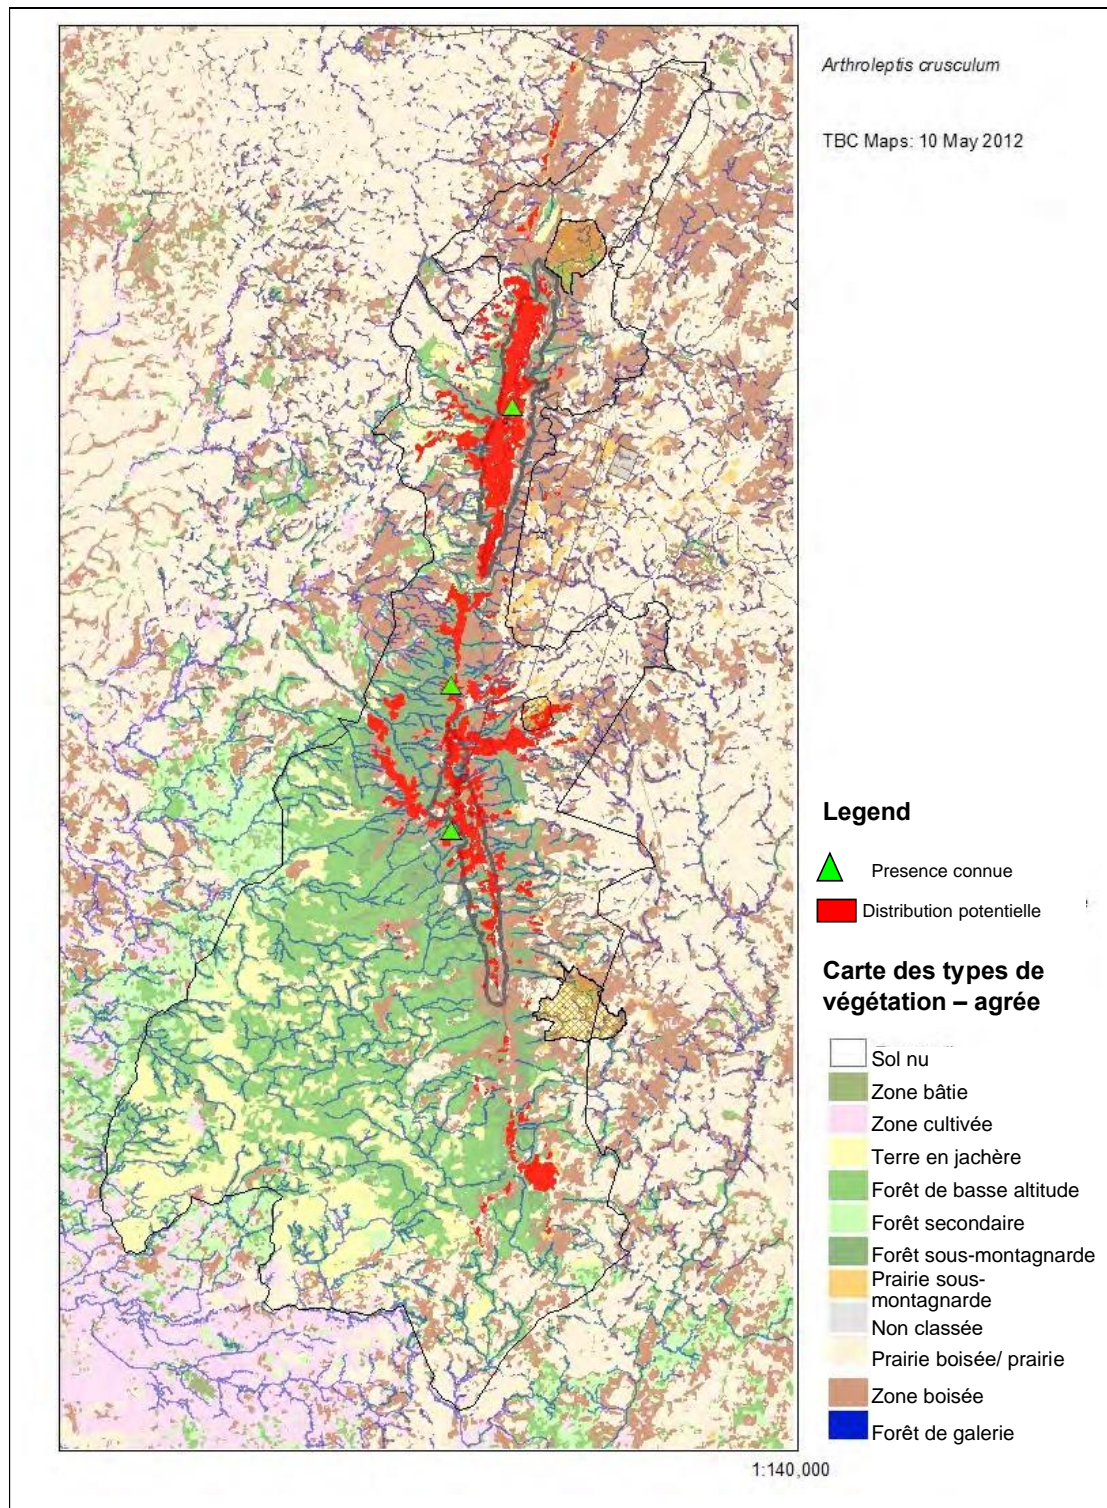 Arthroleptis crusculum
TBC Maps: 10 May 2012
Legend
Presence connue
Distribution potentielle
Carte des types de
végétation – agrée
Sol nu
Zone bâtie
Zone cultivée
Terre en jachère
Forêt de basse altitude
Forêt secondaire
Forêt sous-montagnarde
Prairie sous-
montagnarde
Non classée
Prairie boisée/ prairie
Zone boisée
Forêt de galerie
1:140,000